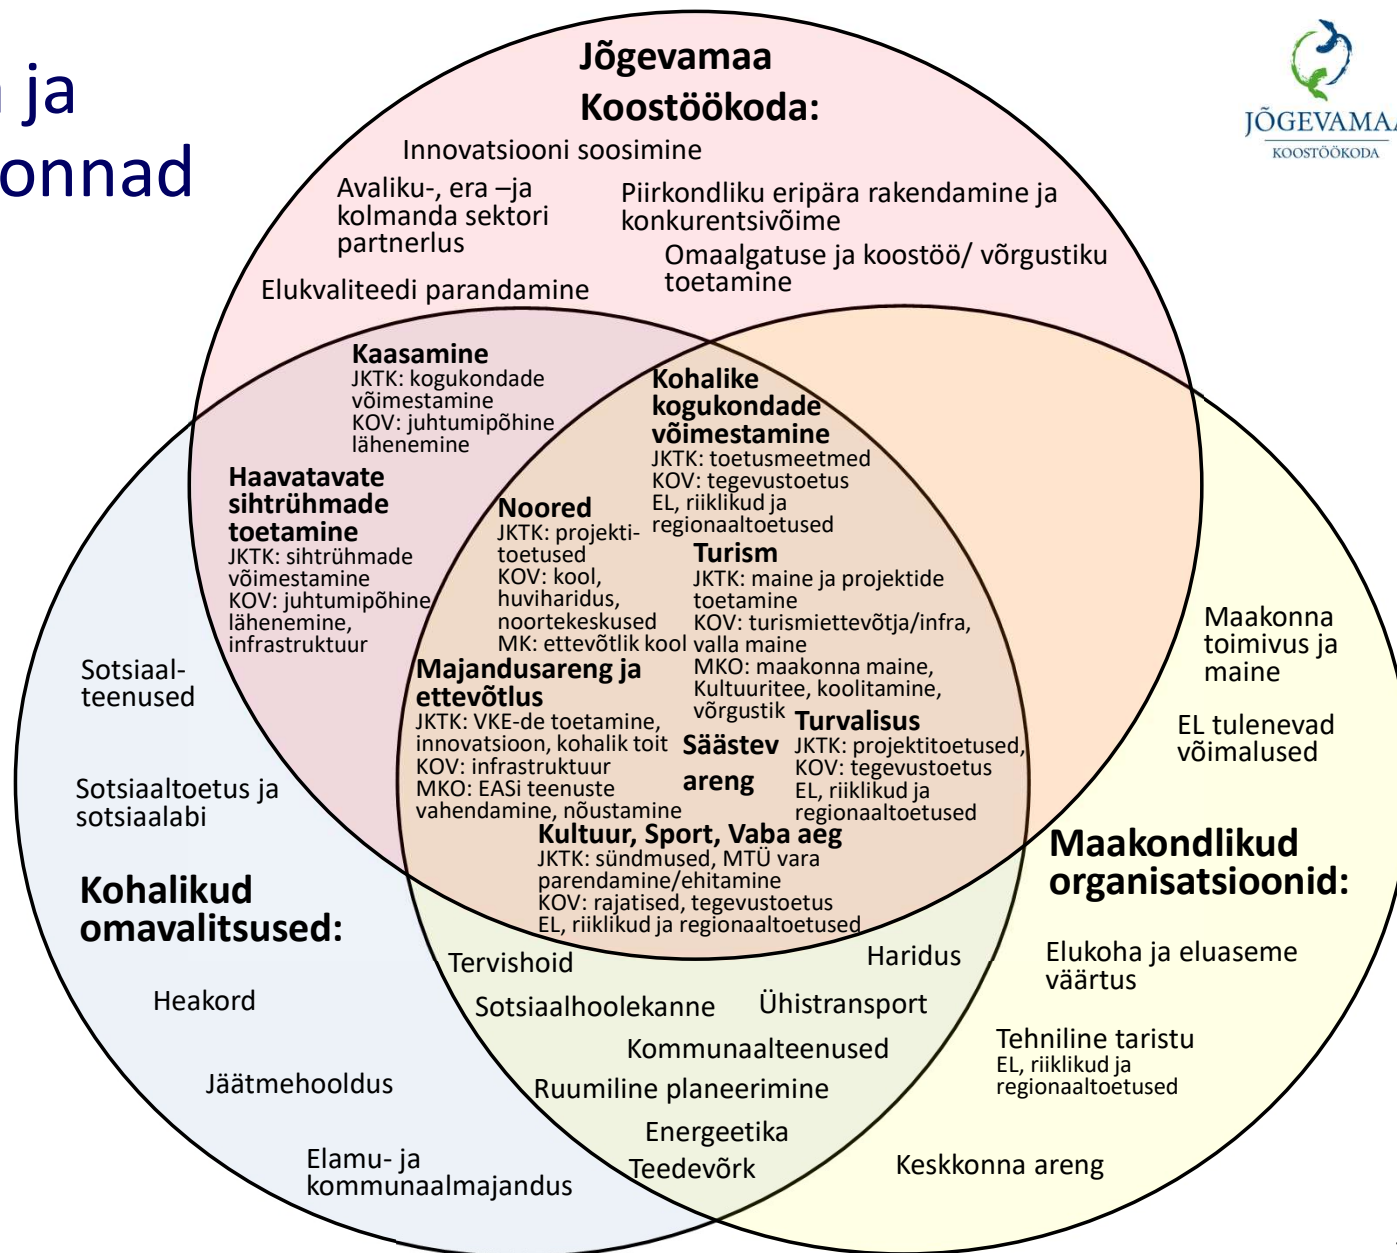 ja
onnad
JÕGEVAMAA
KOOSTÖÖKODA
Jõgevamaa
Koostöökoda:
Innovatsiooni soosimine
Avaliku-, era –ja
kolmanda sektori
partnerlus
Piirkondliku eripära rakendamine ja
konkurentsivõime
Omaalgatuse ja koostöö/ võrgustiku
toetamine
Elukvaliteedi parandamine
Kaasamine
JKTK: kogukondade
võimestamine
KOV: juhtumipõhine
lähenemine
Kohalike
kogukondade
võimestamine
JKTK: toetusmeetmed
KOV: tegevustoetus
EL, riiklikud ja
regionaaltoetused
Haavatavate
sihtrühmade
toetamine
JKTK: sihtrühmade
võimestamine
KOV: juhtumipõhine
lähenemine,
infrastruktuur
Noored
JKTK: projekti-
toetused
KOV: kool,
huviharidus,
noortekeskused
MK: ettevõtlik kool
Turism
JKTK: maine ja projektide
toetamine
KOV: turismiettevõtja/infra,
valla maine
MKO: maakonna maine,
Kultuuritee, koolitamine,
võrgustik
Majandusareng ja
ettevõtlus
JKTK: VKE-de toetamine,
innovatsioon, kohalik toit
KOV: infrastruktuur
MKO: EASi teenuste
vahendamine, nõustamine
Säästev
areng
Turvalisus
JKTK: projektitoetused,
KOV: tegevustoetus
EL, riiklikud ja
regionaaltoetused
Kultuur, Sport, Vaba aeg
JKTK: sündmused, MTÜ vara
parendamine/ehitamine
KOV: rajatised, tegevustoetus
EL, riiklikud ja regionaaltoetused
Sotsiaal-
teenused
Sotsiaaltoetus ja
sotsiaalabi
Kohalikud
omavalitsused:
Heakord
Jäätmehooldus
Elamu- ja
kommunaalmajandus
Maakonna
toimivus ja
maine
EL tulenevad
võimalused
Maakondlikud
organisatsioonid:
Elukoha ja eluaseme
väärtus
Tehniline taristu
EL, riiklikud ja
regionaaltoetused
Keskkonna areng
Tervishoid
Haridus
Sotsiaalhoolekanne
Ühistransport
Kommunaalteenused
Ruumiline planeerimine
Energeetika
Teedevõrk